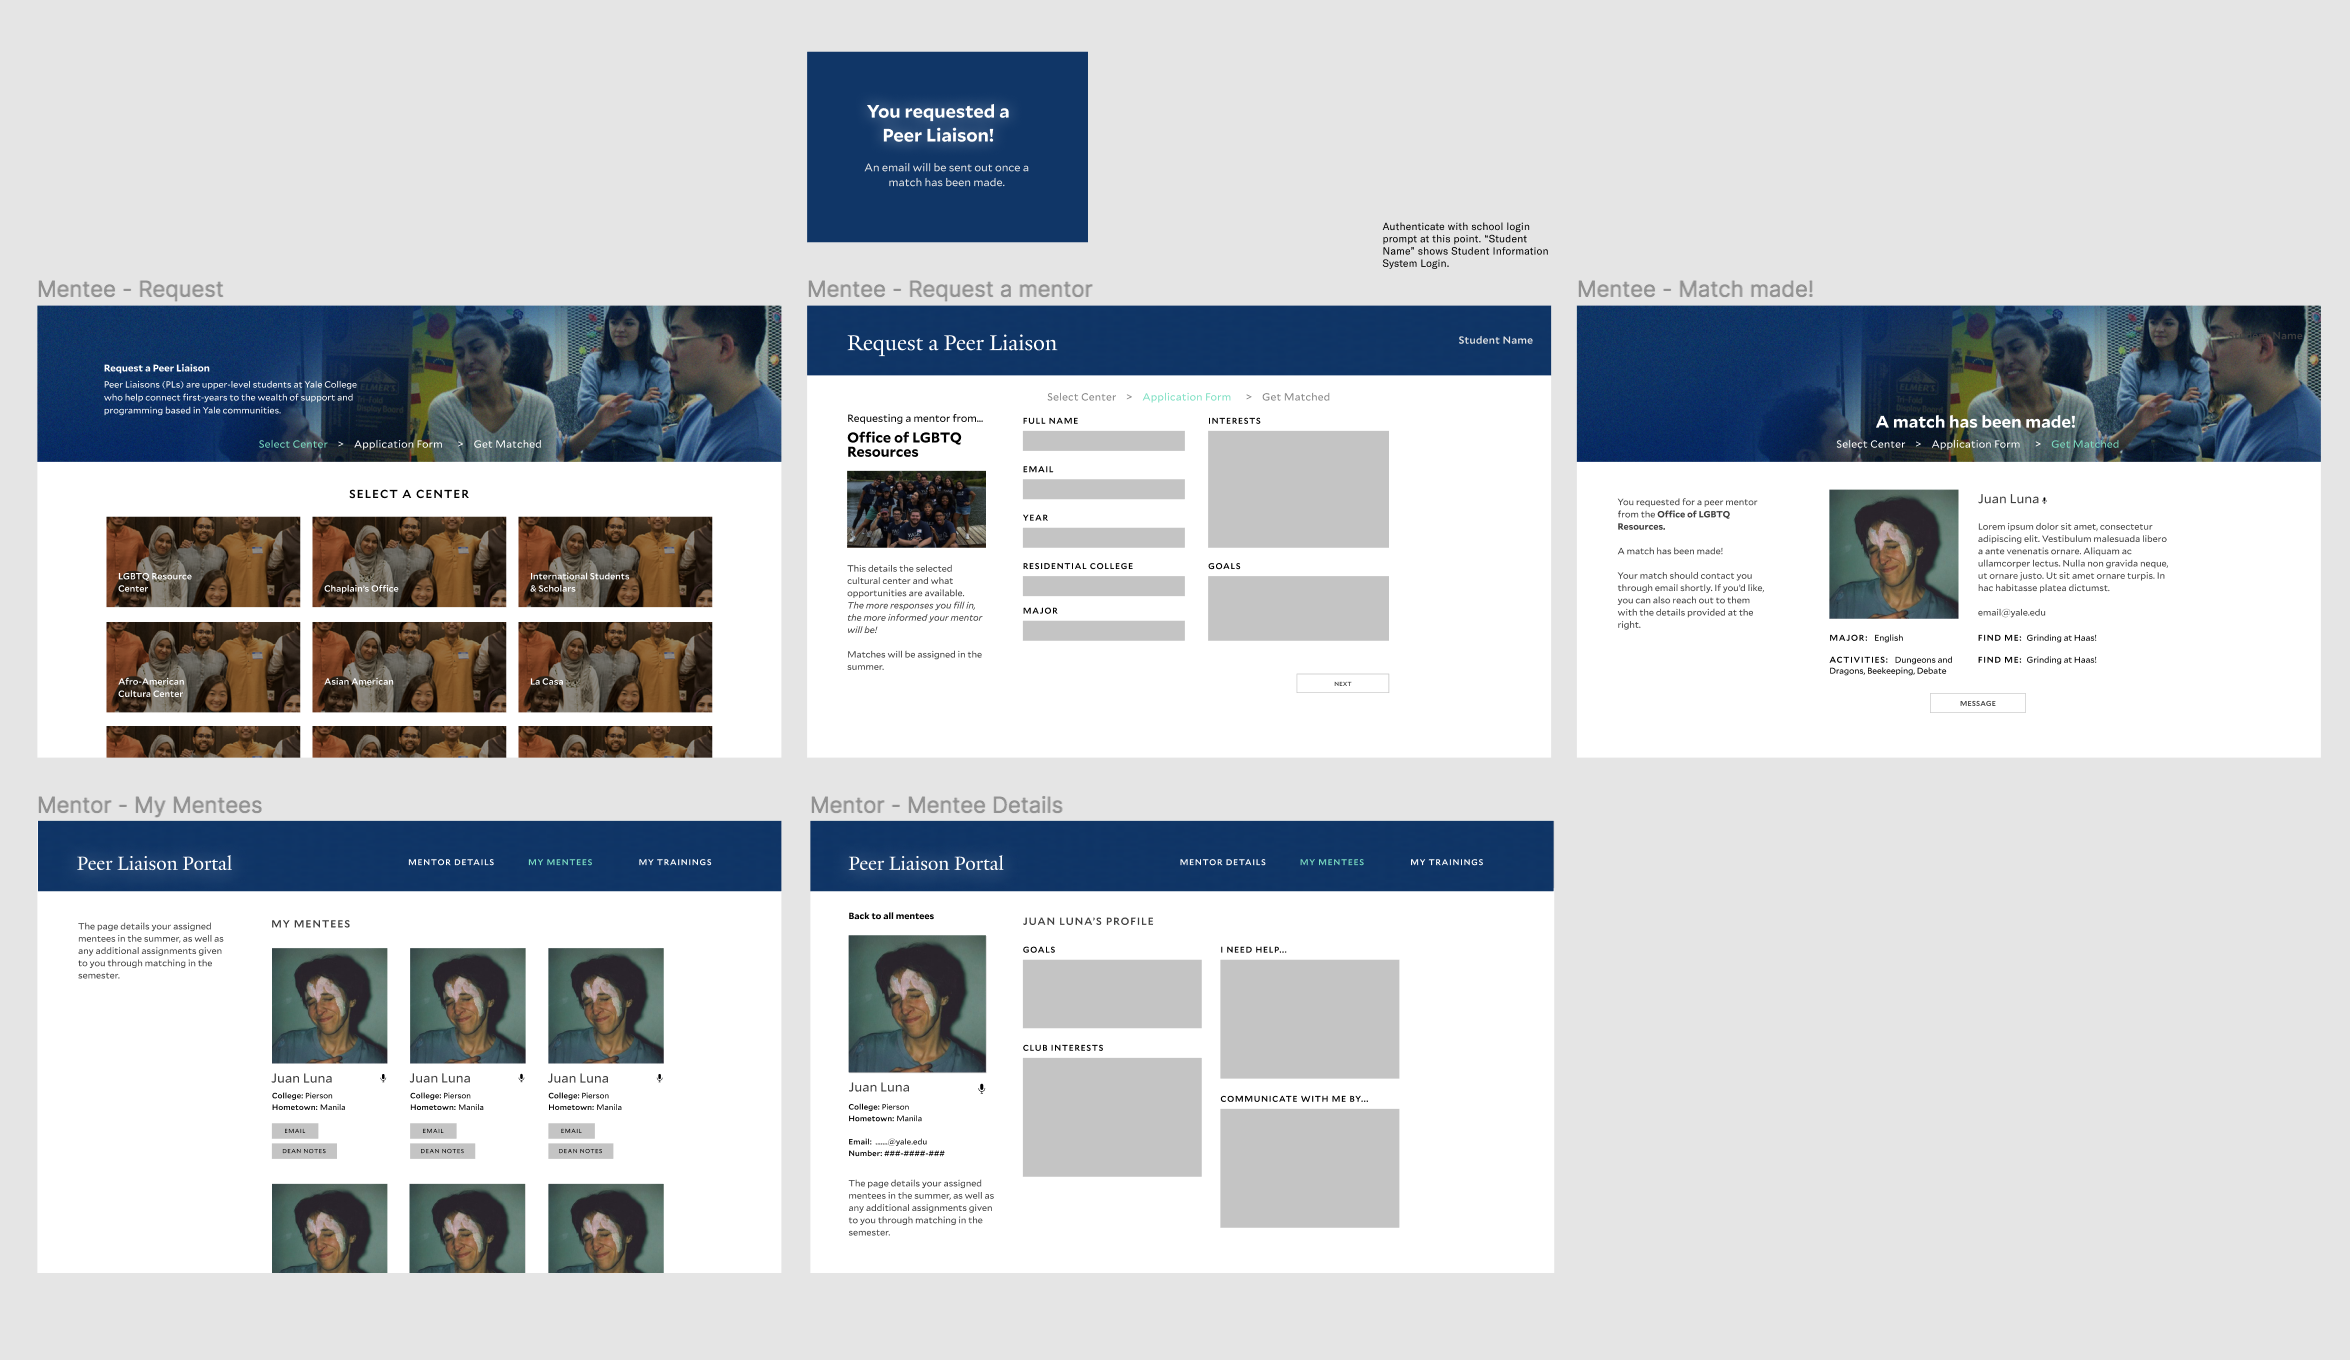 You requested a
Peer Liaison!
An email will be sent out once a
match has been made.
Authenticate with school login
prompt at this point. “Student
Name” shows Student Information
System Login.
Mentee - Request
Request a Peer Liaison
Peer Liaisons (PLs) are upper-level students at Yale College
who help connect first-years to the wealth of support and
programming based in Yale communities.
ELMER'S
Tri-Fold
Display Board
Select Center > Application Form > Get Matched
SELECT A CENTER
LGBTQ Resource
Center
Chaplain's Office
International Students
& Scholars
Afro-American
Cultura Center
Asian American
La Casa
Mentee - Request a mentor
Request a Peer Liaison
Student Name
Select Center > Application Form > Get Matched
Requesting a mentor from...
Office of LGBTQ
Resources
This details the selected
cultural center and what
opportunities are available.
The more responses you fill in,
the more informed your mentor
will be!
Matches will be assigned in the
summer.
FULL NAME
EMAIL
YEAR
RESIDENTIAL COLLEGE
MAJOR
INTERESTS
GOALS
NEXT
Mentee - Match made!
Name
ELMER'S
Tri-Fold
Display Board
A match has been made!
Select Center > Application Form > Get Matched
You requested for a peer mentor
from the Office of LGBTQ
Resources.
A match has been made!
Your match should contact you
through email shortly. If you'd like,
you can also reach out to them
with the details provided at the
right.
Juan Luna
Lorem ipsum dolor sit amet, consectetur
adipiscing elit. Vestibulum malesuada libero
a ante venenatis ornare. Aliquam ac
ullamcorper lectus. Nulla non gravida neque,
ut ornare justo. Ut sit amet ornare turpis. In
hac habitasse platea dictumst.
email@yale.edu
MAJOR: English
ACTIVITIES: Dungeons and
Dragons, Beekeeping, Debate
FIND ME: Grinding at Haas!
FIND ME: Grinding at Haas!
MESSAGE
Mentor - My Mentees
Peer Liaison Portal
MENTOR DETAILS
MY MENTEES
MY TRAININGS
The page details your assigned
mentees in the summer, as well as
any additional assignments given
to you through matching in the
semester.
MY MENTEES
Juan Luna
College: Pierson
Hometown: Manila
EMAIL
DEAN NOTES
Juan Luna
College: Pierson
Hometown: Manila
EMAIL
DEAN NOTES
Juan Luna
College: Pierson
Hometown: Manila
EMAIL
DEAN NOTES
Mentor - Mentee Details
Peer Liaison Portal
MENTOR DETAILS
MY MENTEES
MY TRAININGS
Back to all mentees
Juan Luna
College: Pierson
Hometown: Manila
Email: ......@yale.edu
Number: ###-####-###
The page details your assigned
mentees in the summer, as well as
any additional assignments given
to you through matching in the
semester.
JUAN LUNA'S PROFILE
GOALS
CLUB INTERESTS
I NEED HELP...
COMMUNICATE WITH ME BY...